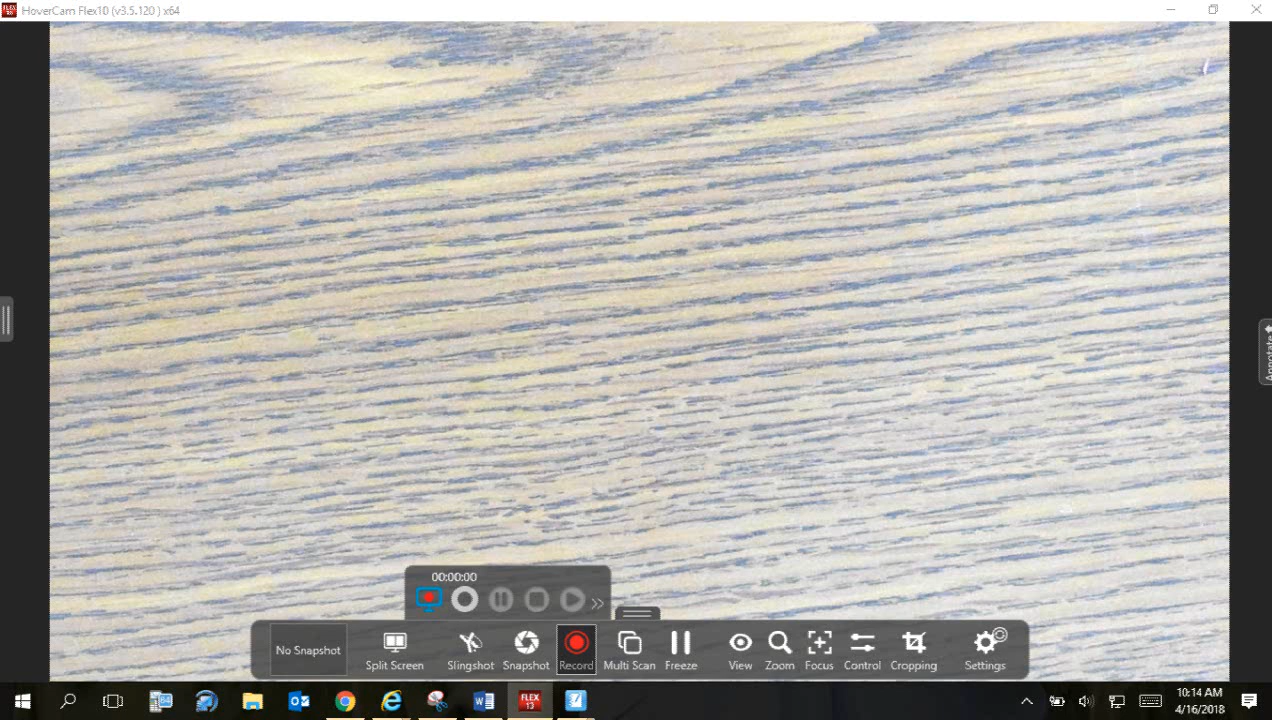 HoverCam Flex10 (v3.5.120 ) x64
Annotate
00:00:00
No Snapshot
Split Screen
Slingshot
Snapshot
Record
Multi Scan
Freeze
View
Zoom
Focus
Control
Cropping
Settings
FLEX
13
10:14 AM
4/16/2018